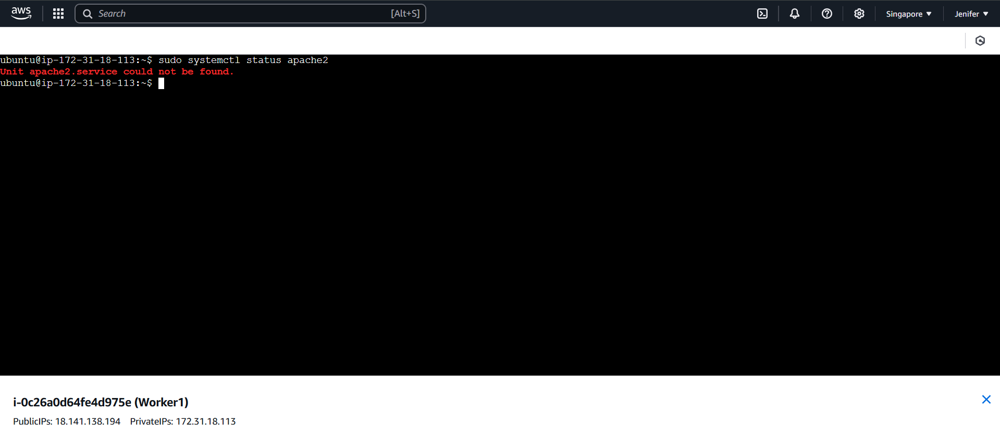 aws
Search [Alt+S]
Singapore
Jenifer
ubuntu@ip-172-31-18-113:~$ sudo systemctl status apache2
Unit apache2.service could not be found.
ubuntu@ip-172-31-18-113:~$
i-0c26a0d64fe4d975e (Worker1)
PublicIPs: 18.141.138.194 PrivateIPs: 172.31.18.113